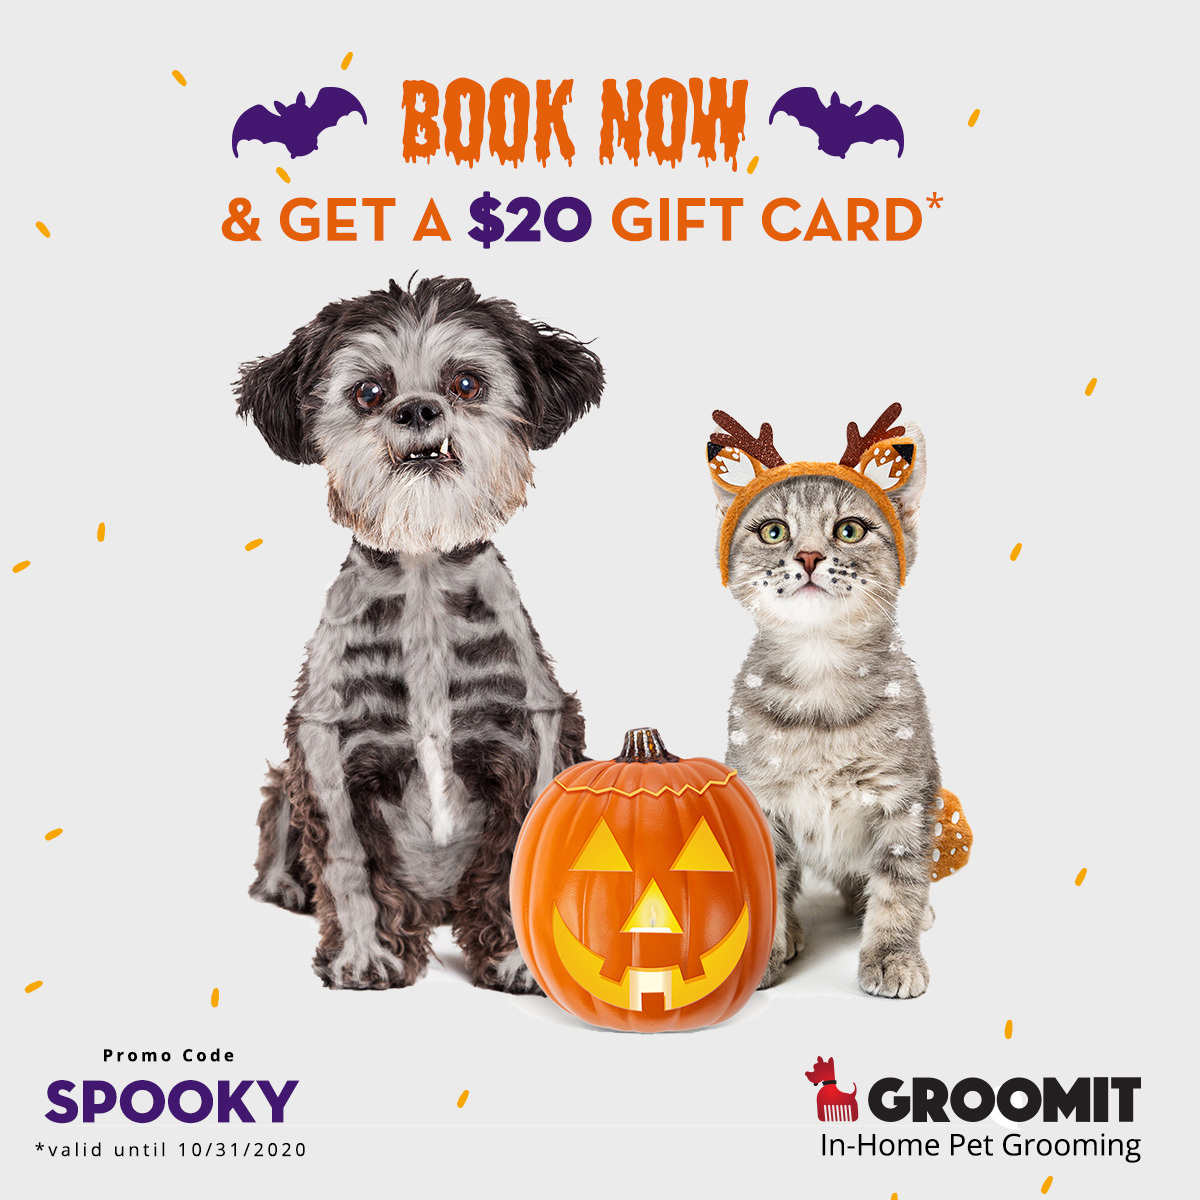 BOOK NOW
& GET A $20 GIFT CARD*
Promo Code
SPOOKY
*valid until 10/31/2020
GROOMIT
In-Home Pet Grooming